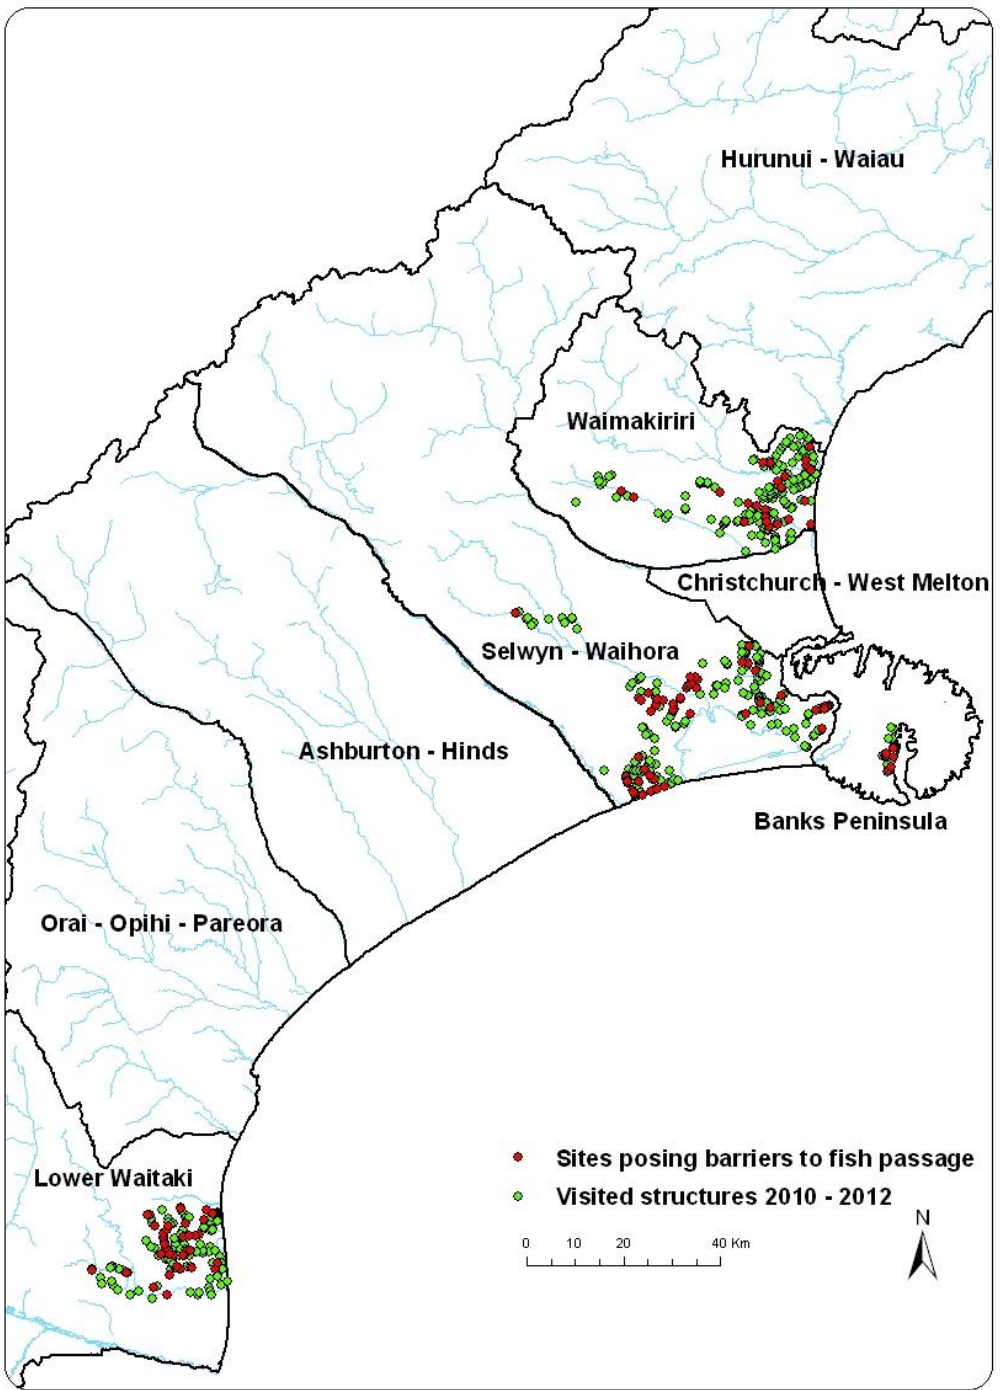 Hurunui - Waiau
Waimakiriri
Christchurch - West Melton
Selwyn - Waihora
Ashburton - Hinds
Banks Peninsula
Orai - Opihi - Pareora
Lower Waitaki
Sites posing barriers to fish passage
Visited structures 2010 - 2012
N
0 10 20 40 Km